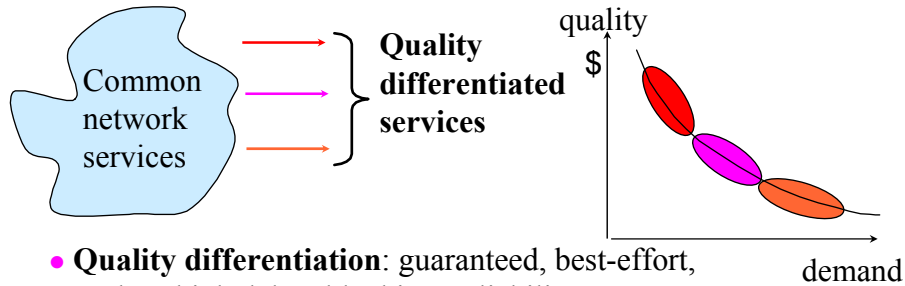 Common
network
services
Quality
differentiated
services
quality
$
demand
● Quality differentiation: guaranteed, best-effort,